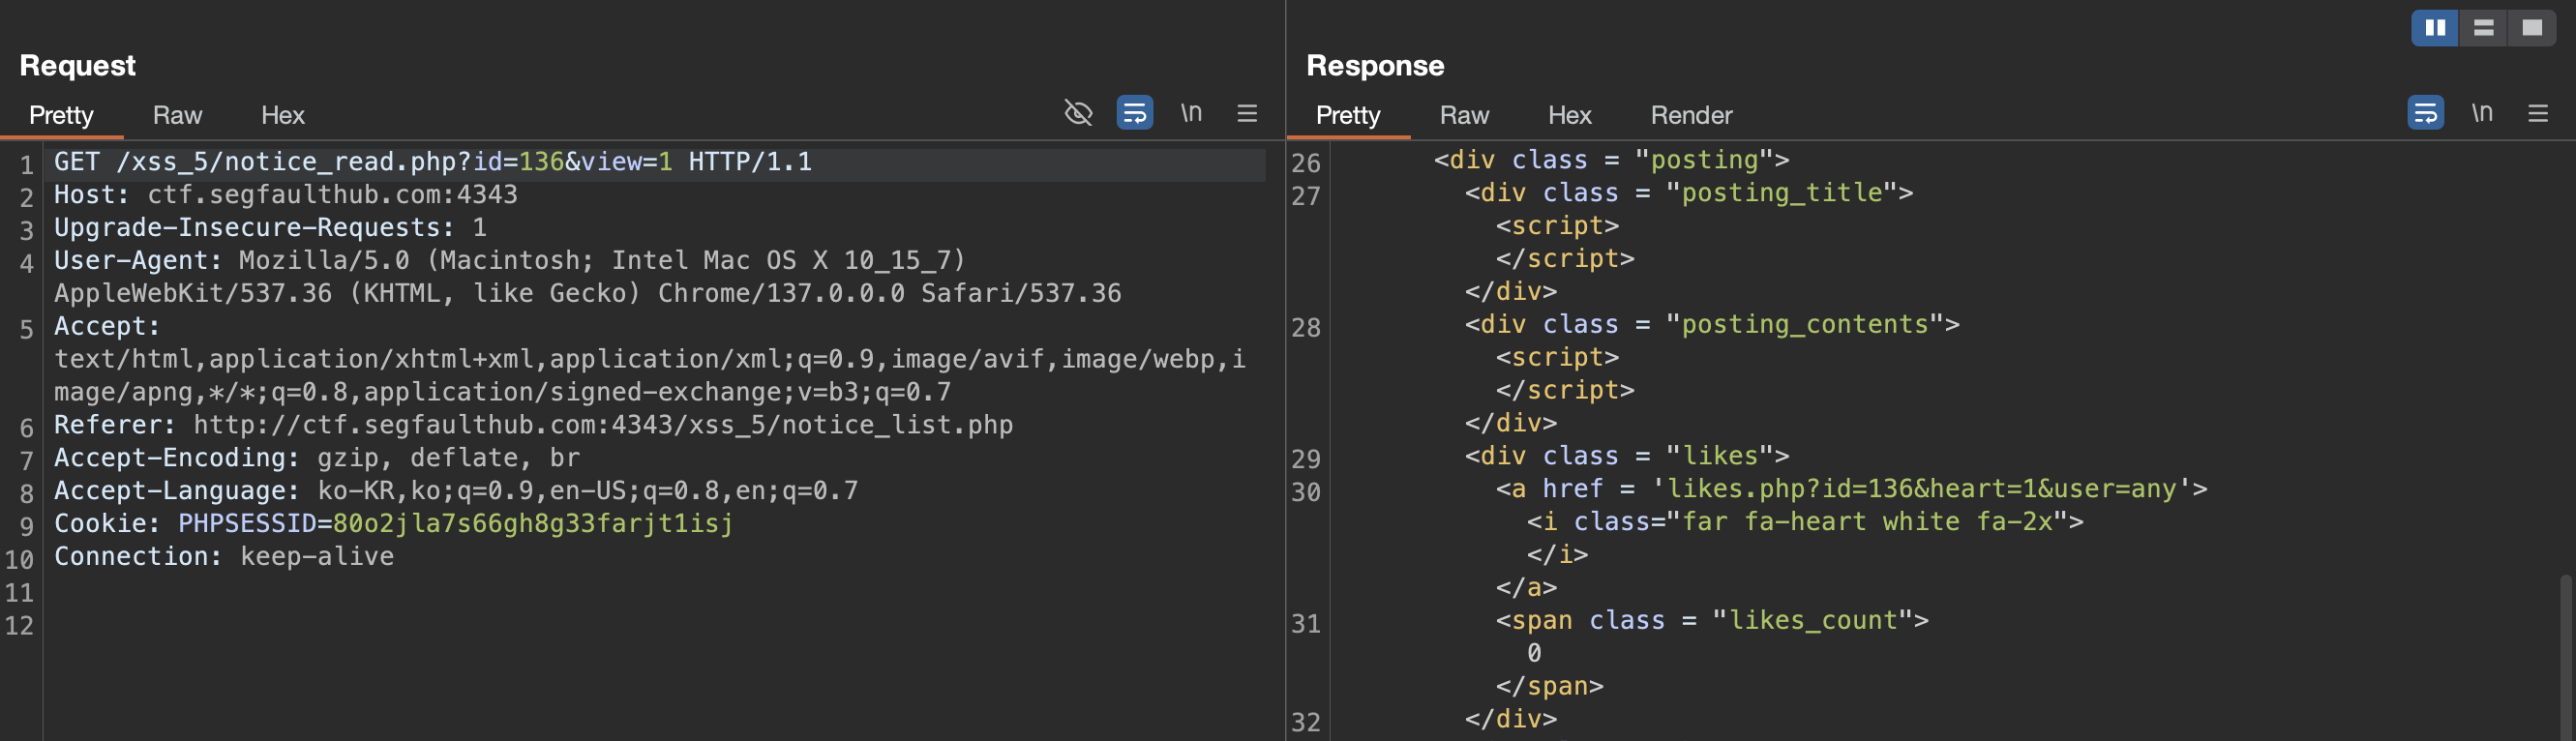 Request
Pretty Raw Hex
\n
1 GET /xss_5/notice_read.php?id=136&view=1 HTTP/1.1
2 Host: ctf.segfaulthub.com:4343
3 Upgrade-Insecure-Requests: 1
4 User-Agent: Mozilla/5.0 (Macintosh; Intel Mac OS X 10_15_7)
AppleWebKit/537.36 (KHTML, like Gecko) Chrome/137.0.0.0 Safari/537.36
5 Accept:
text/html,application/xhtml+xml,application/xml;q=0.9,image/avif,image/webp,i
mage/apng,*/*;q=0.8,application/signed-exchange;v=b3;q=0.7
6 Referer: http://ctf.segfaulthub.com:4343/xss_5/notice_list.php
7 Accept-Encoding: gzip, deflate, br
8 Accept-Language: ko-KR,ko;q=0.9,en-US;q=0.8,en;q=0.7
9 Cookie: PHPSESSID=80o2jla7s66gh8g33farjt1isj
10 Connection: keep-alive
11
12
Response
Pretty Raw Hex Render
\n
26 <div class = "posting">
27 <div class = "posting_title">
<script>
</script>
</div>
28 <div class = "posting_contents">
<script>
</script>
</div>
29 <div class = "likes">
30 <a href = 'likes.php?id=136&heart=1&user=any'>
<i class="far fa-heart white fa-2x">
</i>
</a>
31 <span class = "likes_count">
0
</span>
32 </div>